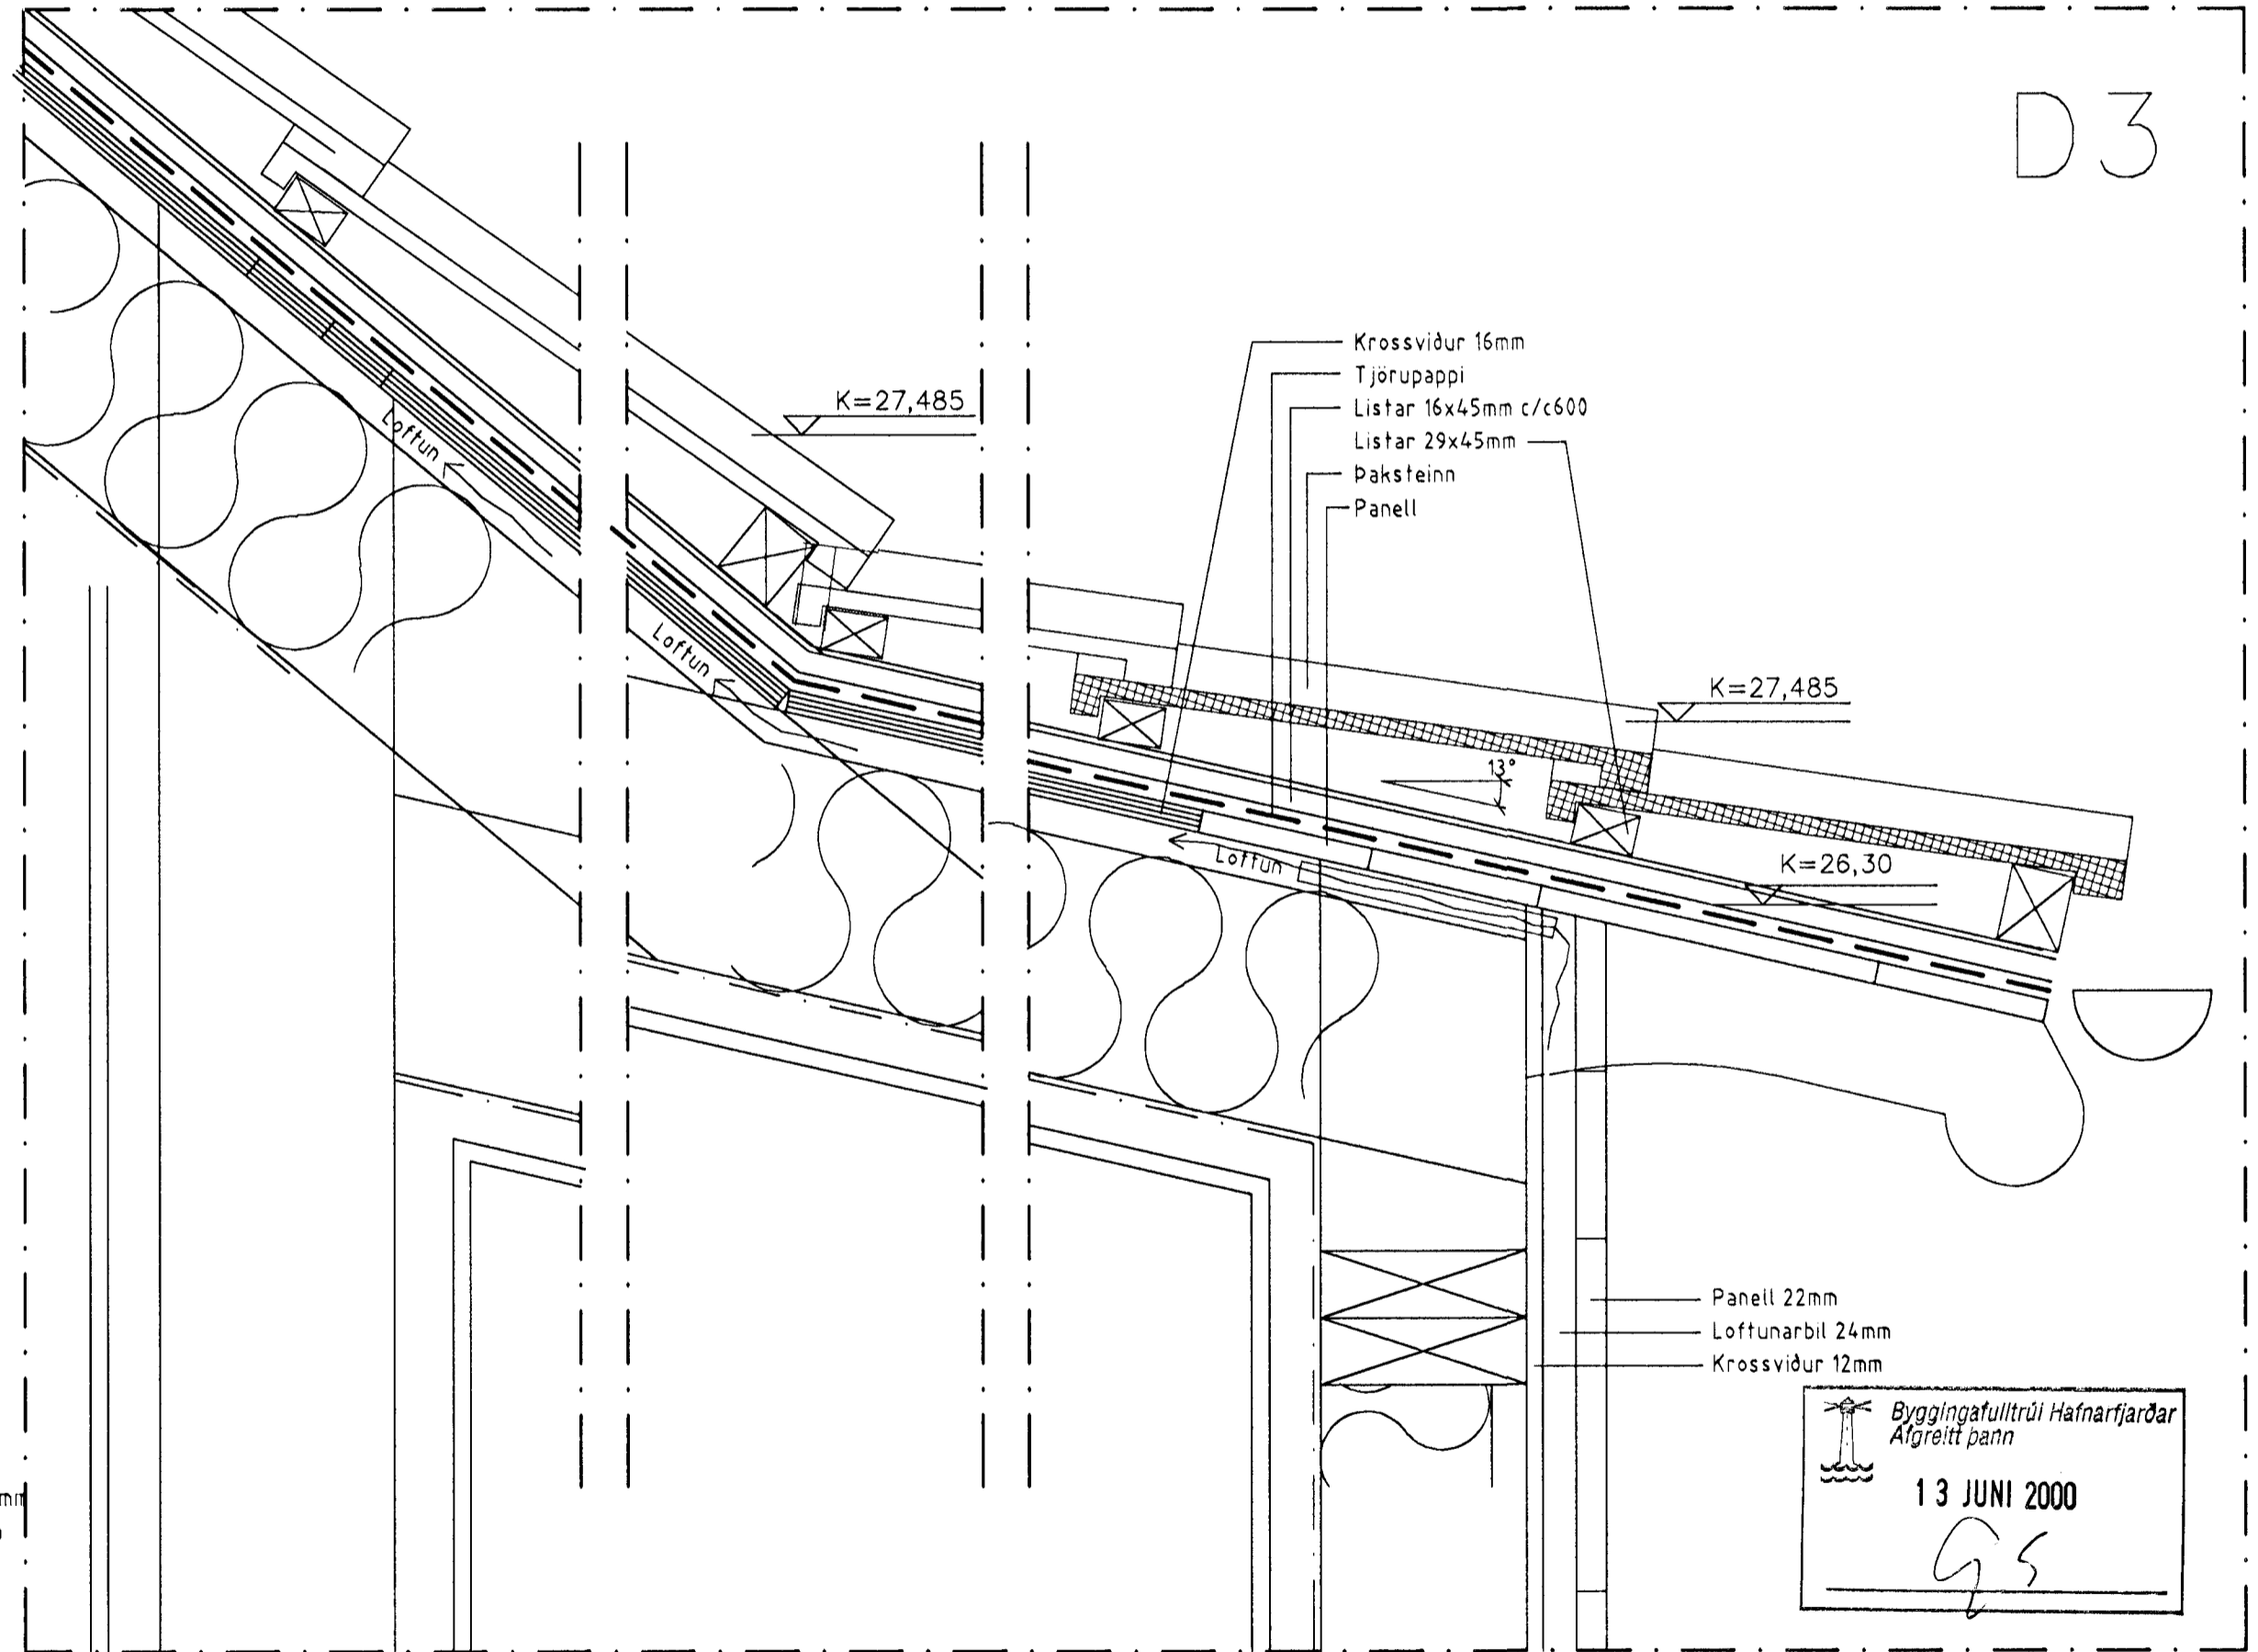 D3
Krossviður 16mm
Tjörupappi
Listar 16x45mm c/c600
Listar 29x45mm
Þaksteinn
Panell
K=27,485
Loftun
Loftun
K=27,485
13°
Loftun
K=26,30
Panell 22mm
Loftunarbil 24mm
Krossviður 12mm
Byggingafulltrúi Hafnarfjarðar
Afgreitt þann
13 JUNI 2000
GS